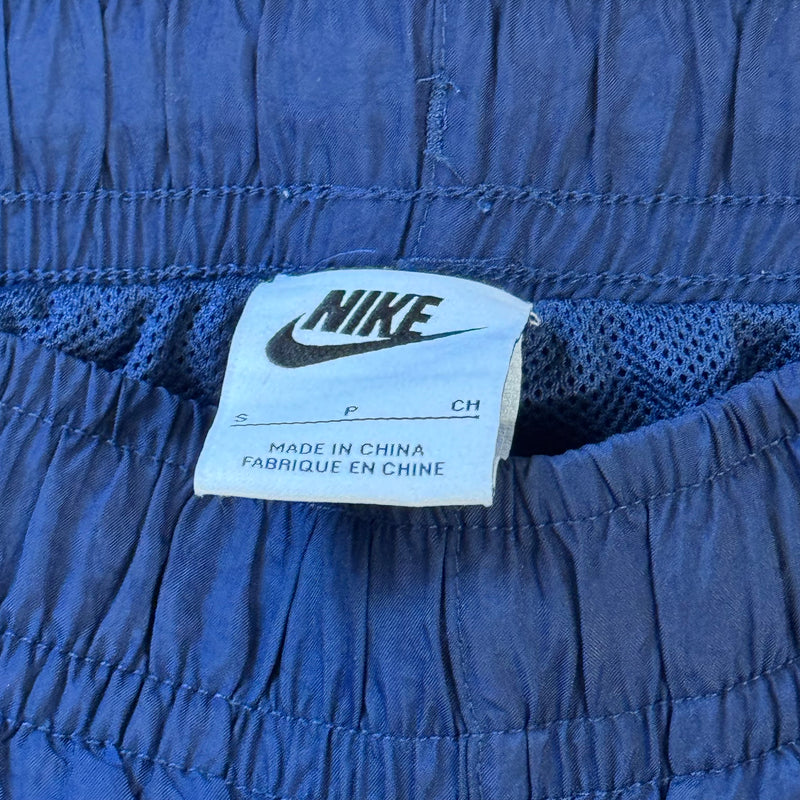 NIKE
S P CH
MADE IN CHINA
FABRIQUE EN CHINE